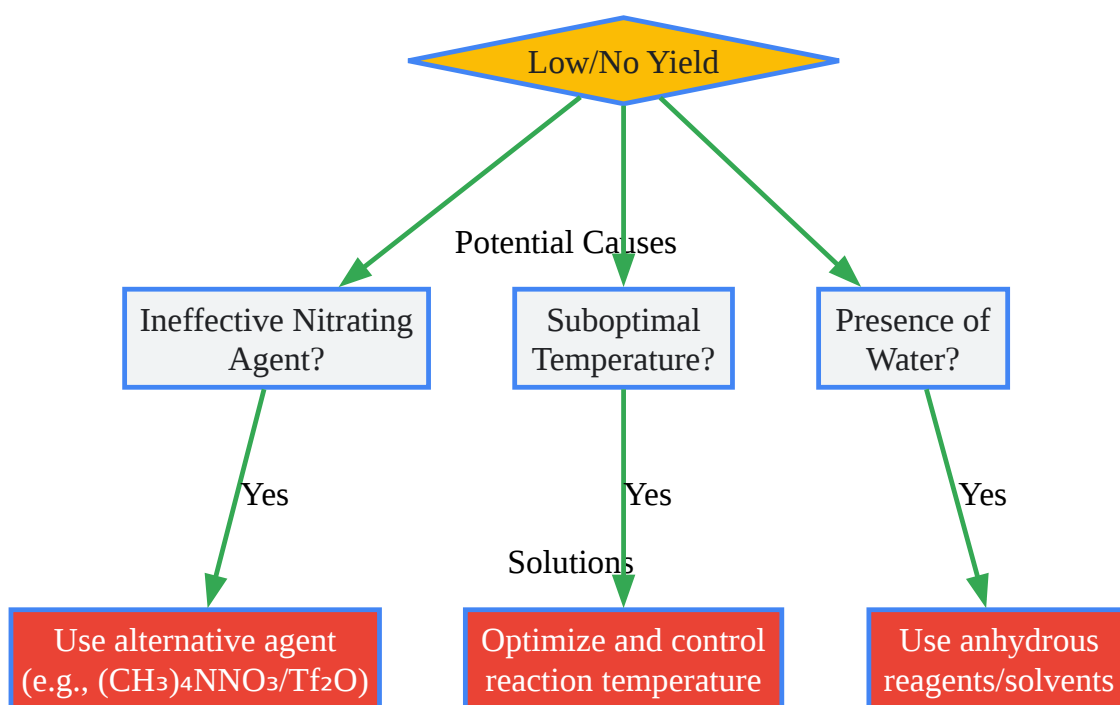 Low/No Yield
Potential Causes
Ineffective Nitrating
Agent?
Suboptimal
Temperature?
Presence of
Water?
Yes
Yes
Yes
Solutions
Use alternative agent
(e.g., (CH₃)₄NNO₃/Tf₂O)
Optimize and control
reaction temperature
Use anhydrous
reagents/solvents